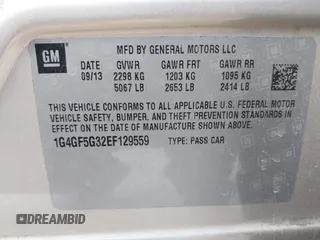 GM
MFD BY GENERAL MOTORS LLC
DATE GVWR GAWR FRT GAWR RR
09/13 2298 KG 1203 KG 1095 KG
5067 LB 2653 LB 2414 LB
THIS VEHICLE CONFORMS TO ALL APPLICABLE U.S. FEDERAL MOTOR
VEHICLE SAFETY, BUMPER, AND THEFT PREVENTION STANDARDS IN
EFFECT ON THE DATE OF MANUFACTURE SHOWN ABOVE.
1G4GF5G32EF129559 TYPE: PASS CAR
DREAMBID